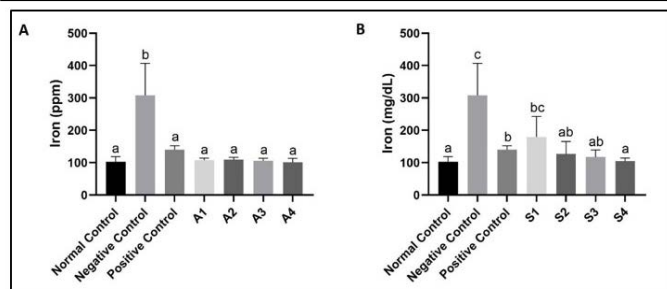 A
Iron (ppm)
500
400
300
200
100
0
a
b
a
a
a
a
a
Normal Control
Negative Control
Positive Control
A1
A2
A3
A4
B
Iron (mg/dL)
500
400
300
200
100
0
a
c
b
bc
ab
ab
a
Normal Control
Negative Control
Positive Control
S1
S2
S3
S4